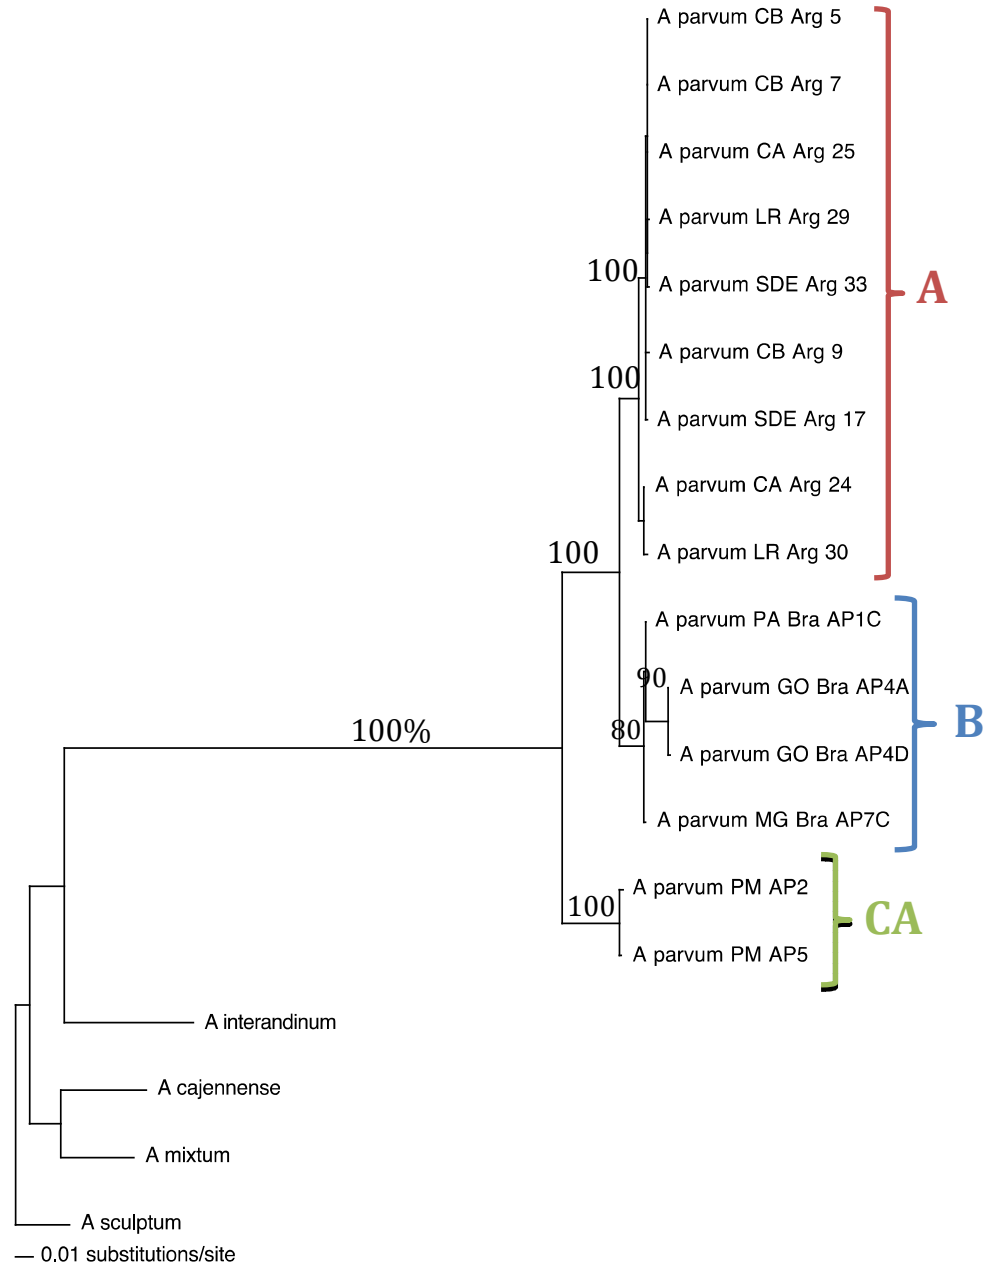 A parvum CB Arg 5
A parvum CB Arg 7
A parvum CA Arg 25
A parvum LR Arg 29
100
A parvum SDE Arg 33
A
A parvum CB Arg 9
100
A parvum SDE Arg 17
A parvum CA Arg 24
100
A parvum LR Arg 30
A parvum PA Bra AP1C
90
A parvum GO Bra AP4A
B
80
100%
A parvum GO Bra AP4D
A parvum MG Bra AP7C
A parvum PM AP2
100
CA
A parvum PM AP5
A interandinum
A cajennense
A mixtum
A sculptum
0.01 substitutions/site